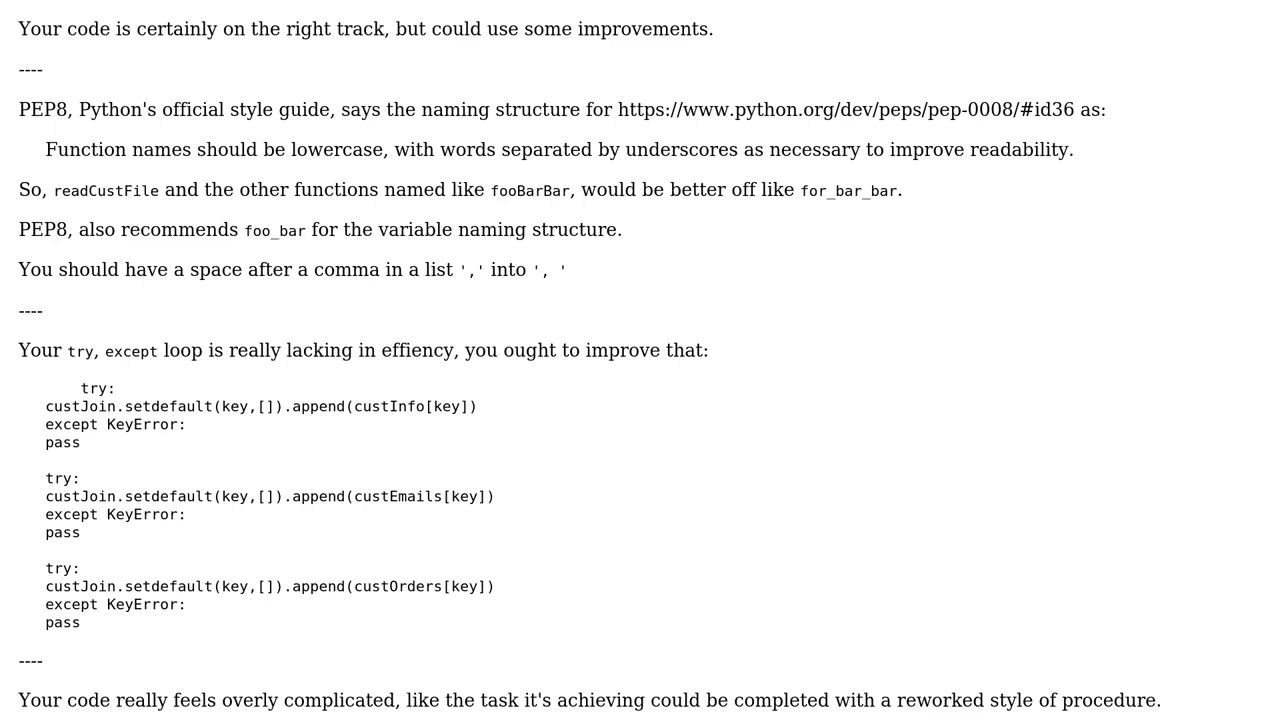 Your code is certainly on the right track, but could use some improvements.
----
PEP8, Python's official style guide, says the naming structure for https://www.python.org/dev/peps/pep-0008/#id36 as:
Function names should be lowercase, with words separated by underscores as necessary to improve readability.
So, readCustFile and the other functions named like fooBarBar, would be better off like for_bar_bar.
PEP8, also recommends foo_bar for the variable naming structure.
You should have a space after a comma in a list ',' into ', '
----
Your try, except loop is really lacking in effiency, you ought to improve that:
    try:
custJoin.setdefault(key,[]).append(custInfo[key])
except KeyError:
pass

try:
custJoin.setdefault(key,[]).append(custEmails[key])
except KeyError:
pass

try:
custJoin.setdefault(key,[]).append(custOrders[key])
except KeyError:
pass
----
Your code really feels overly complicated, like the task it's achieving could be completed with a reworked style of procedure.